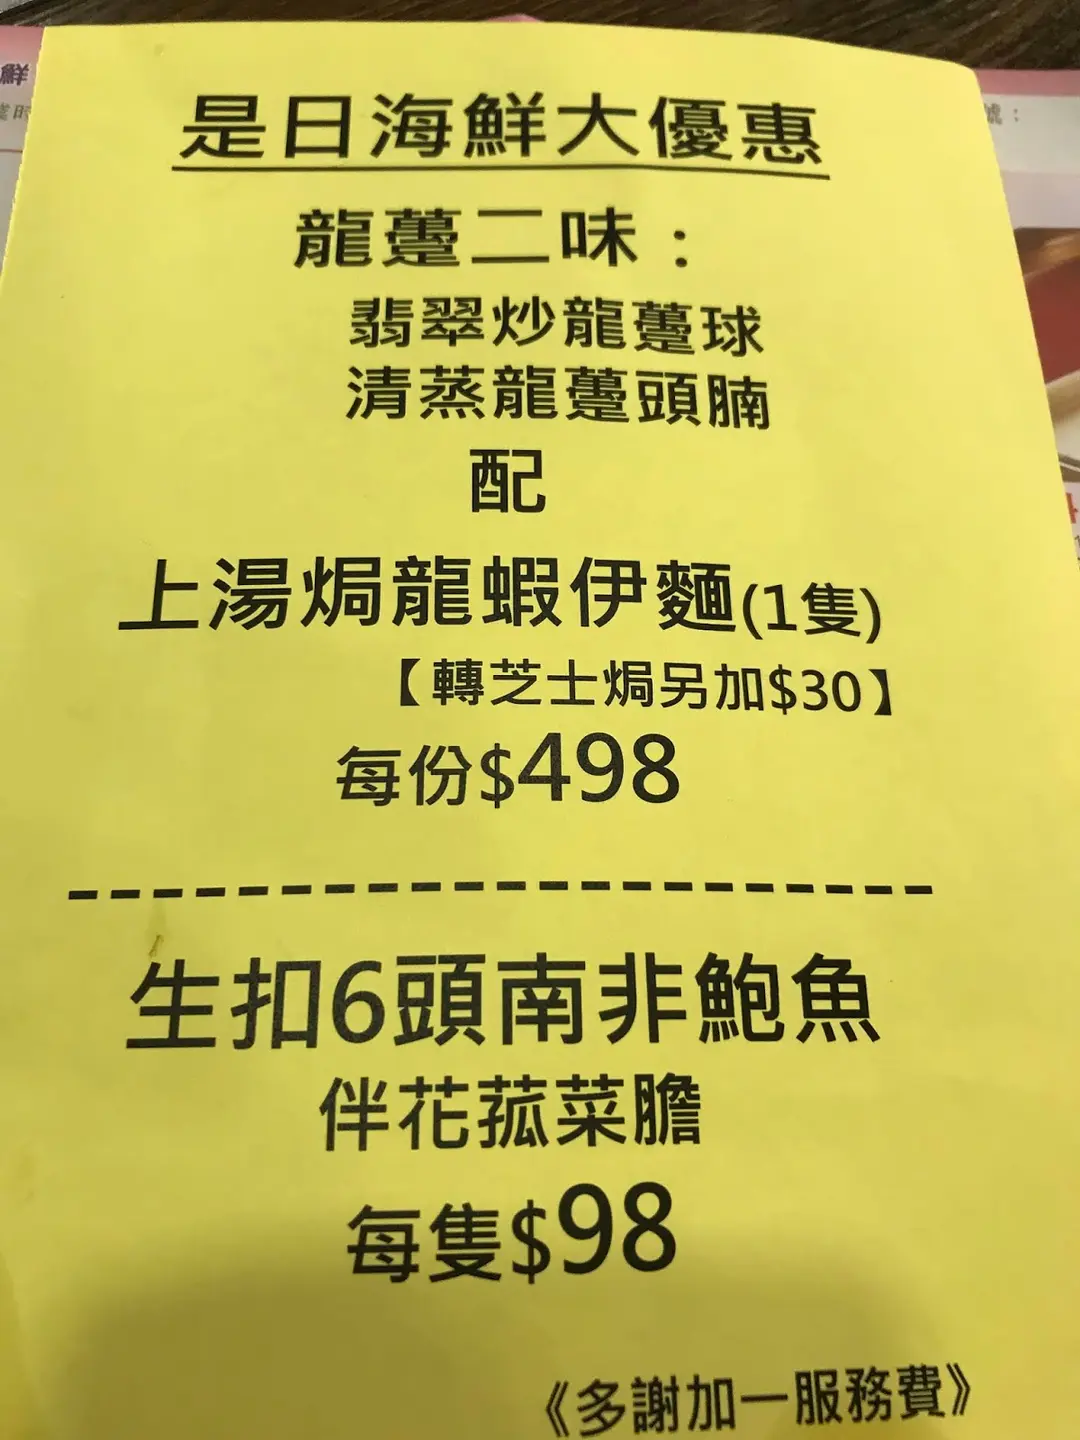 是日海鮮大優惠
龍躉二味：
翡翠炒龍躉球
清蒸龍躉頭腩
配
上湯焗龍蝦伊麵(1隻)
【轉芝士焗另加$30】
每份$498
--------------------
生扣6頭南非鮑魚
伴花菰菜膽
每隻$98
《多謝加一服務費》